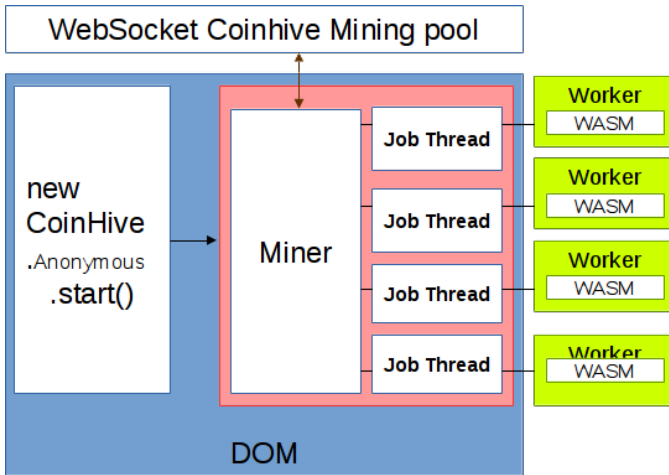 WebSocket Coinhive Mining pool
new
CoinHive
.Anonymous
.start()
Miner
Job Thread
Job Thread
Job Thread
Job Thread
Worker
WASM
Worker
WASM
Worker
WASM
Worker
WASM
DOM